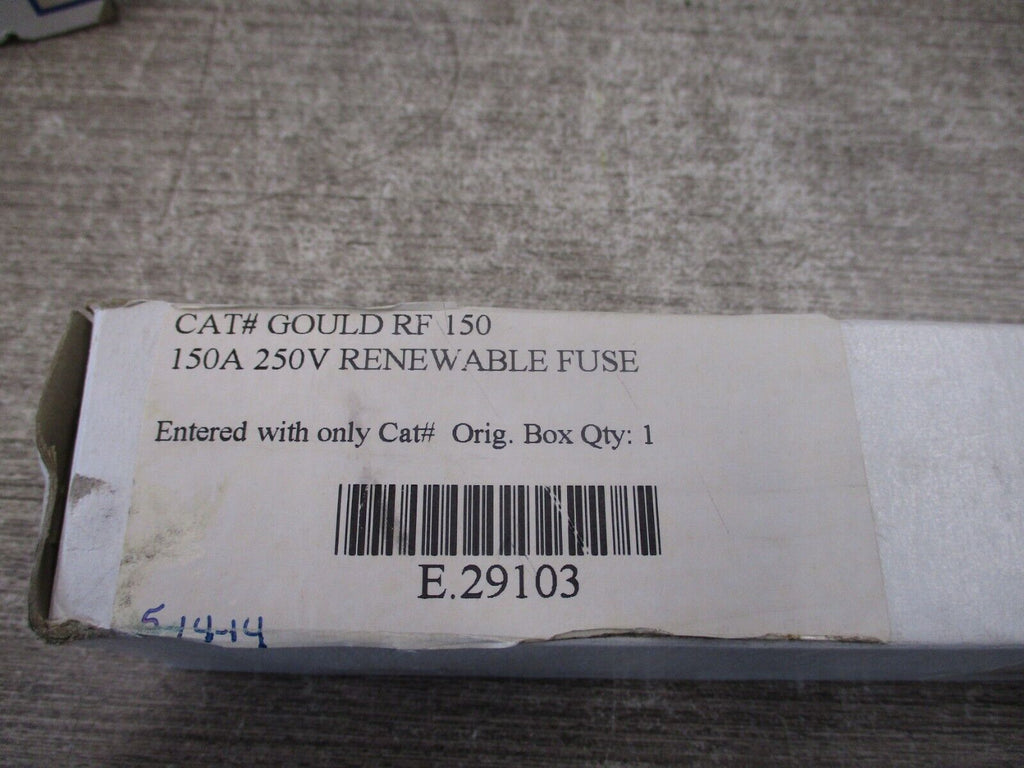 CAT# GOULD RF 150
150A 250V RENEWABLE FUSE
Entered with only Cat# Orig. Box Qty: 1
E.29103
5-14-14